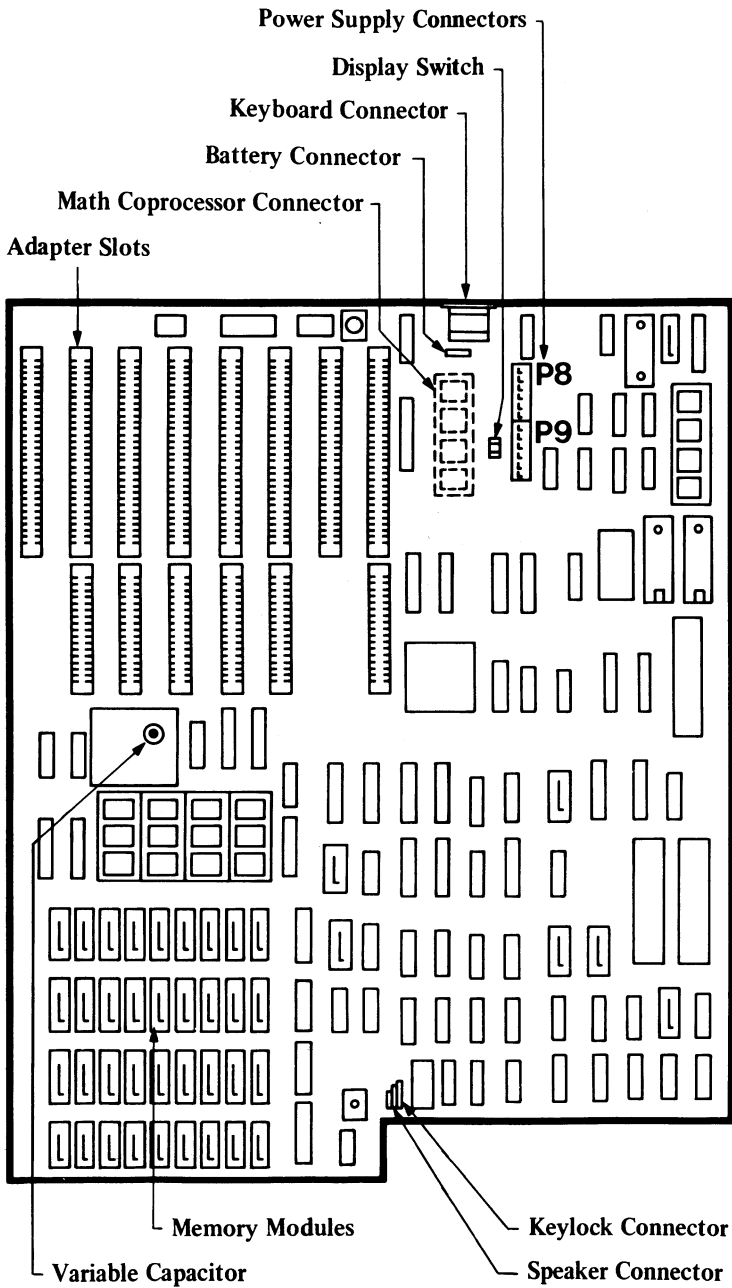 Power Supply Connectors
Display Switch
Keyboard Connector
Battery Connector
Math Coprocessor Connector
Adapter Slots
P8
P9
Memory Modules
Keylock Connector
Variable Capacitor
Speaker Connector